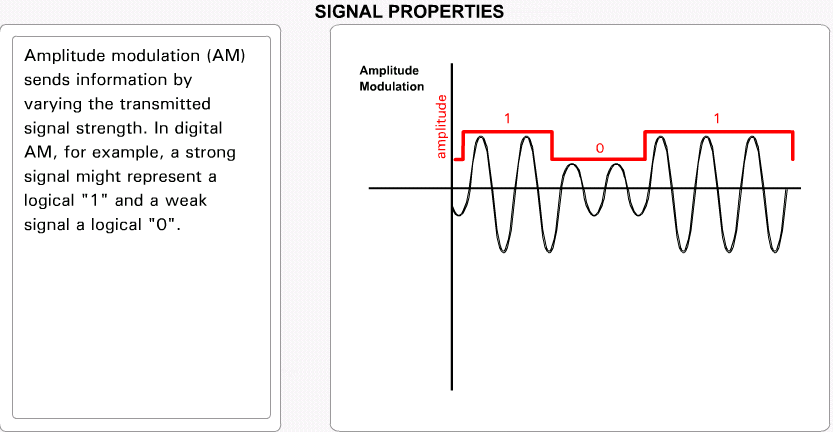 SIGNAL PROPERTIES
Amplitude modulation (AM)
sends information by
varying the transmitted
signal strength. In digital
AM, for example, a strong
signal might represent a
logical "1" and a weak
signal a logical "0".
Amplitude
Modulation
amplitude
1
0
1